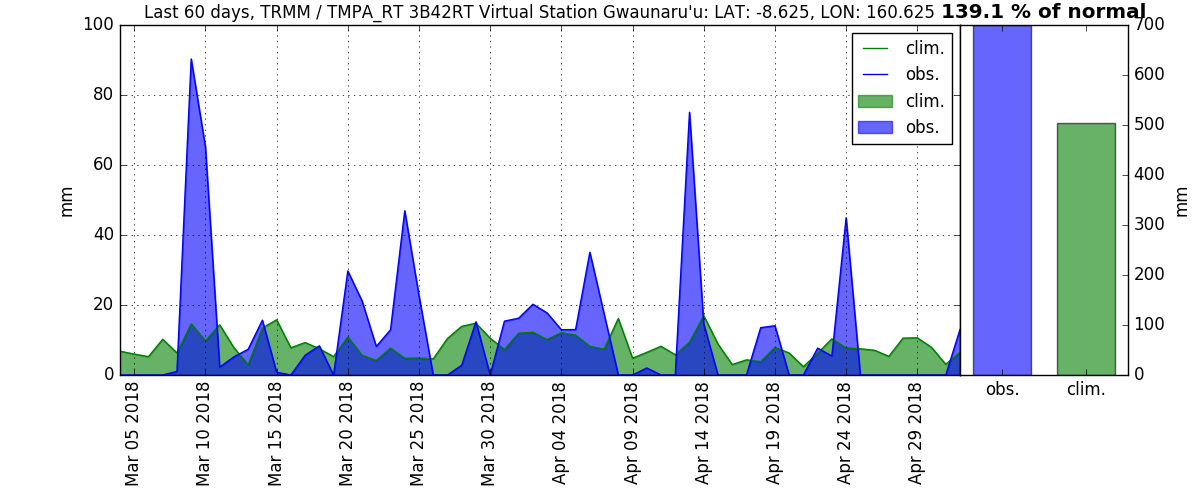 Last 60 days, TRMM / TMPA_RT 3B42RT Virtual Station Gwaunaru'u: LAT: -8.625, LON: 160.625 139.1 % of normal
100
80
60
40
20
0
mm
clim.
obs.
clim.
obs.
700
600
500
400
300
200
100
0
mm
Mar 05 2018
Mar 10 2018
Mar 15 2018
Mar 20 2018
Mar 25 2018
Mar 30 2018
Apr 04 2018
Apr 09 2018
Apr 14 2018
Apr 19 2018
Apr 24 2018
Apr 29 2018
obs. clim.